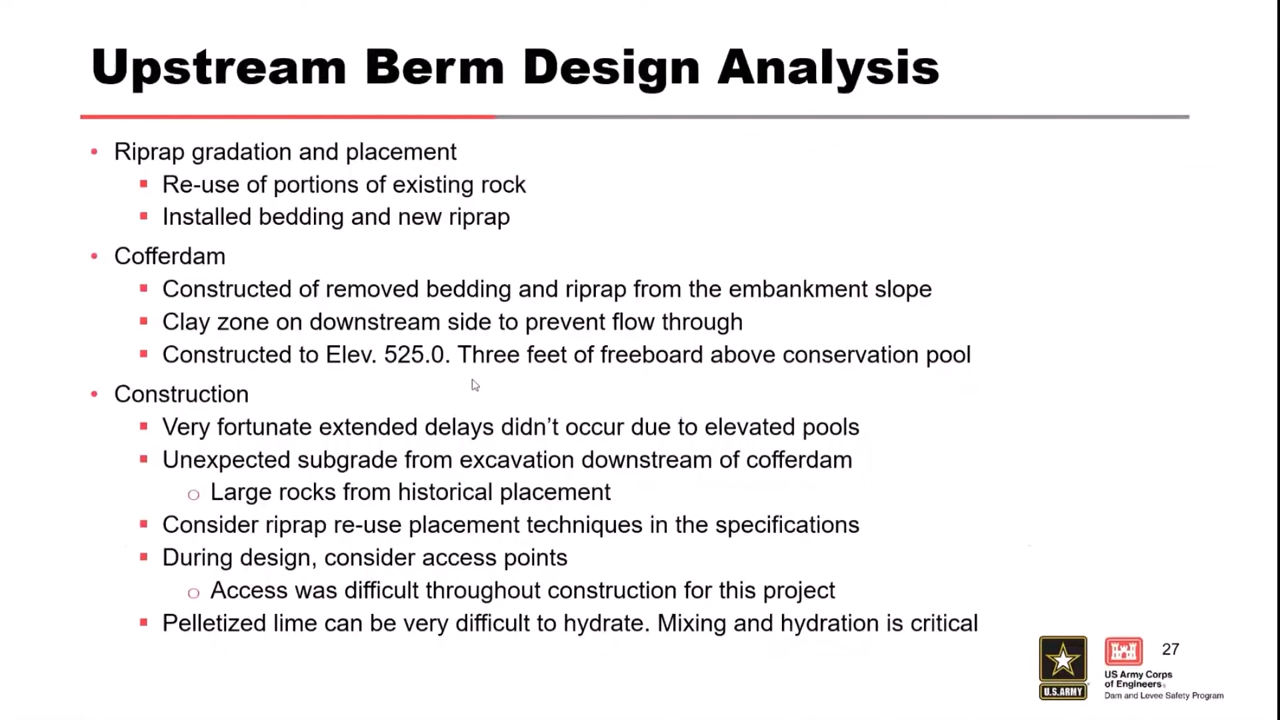 Upstream Berm Design Analysis
• Riprap gradation and placement
▪ Re-use of portions of existing rock
▪ Installed bedding and new riprap
• Cofferdam
▪ Constructed of removed bedding and riprap from the embankment slope
▪ Clay zone on downstream side to prevent flow through
▪ Constructed to Elev. 525.0. Three feet of freeboard above conservation pool
• Construction
▪ Very fortunate extended delays didn’t occur due to elevated pools
▪ Unexpected subgrade from excavation downstream of cofferdam
○ Large rocks from historical placement
▪ Consider riprap re-use placement techniques in the specifications
▪ During design, consider access points
○ Access was difficult throughout construction for this project
▪ Pelletized lime can be very difficult to hydrate. Mixing and hydration is critical
27
U.S.ARMY
US Army Corps
of Engineers®
Dam and Levee Safety Program